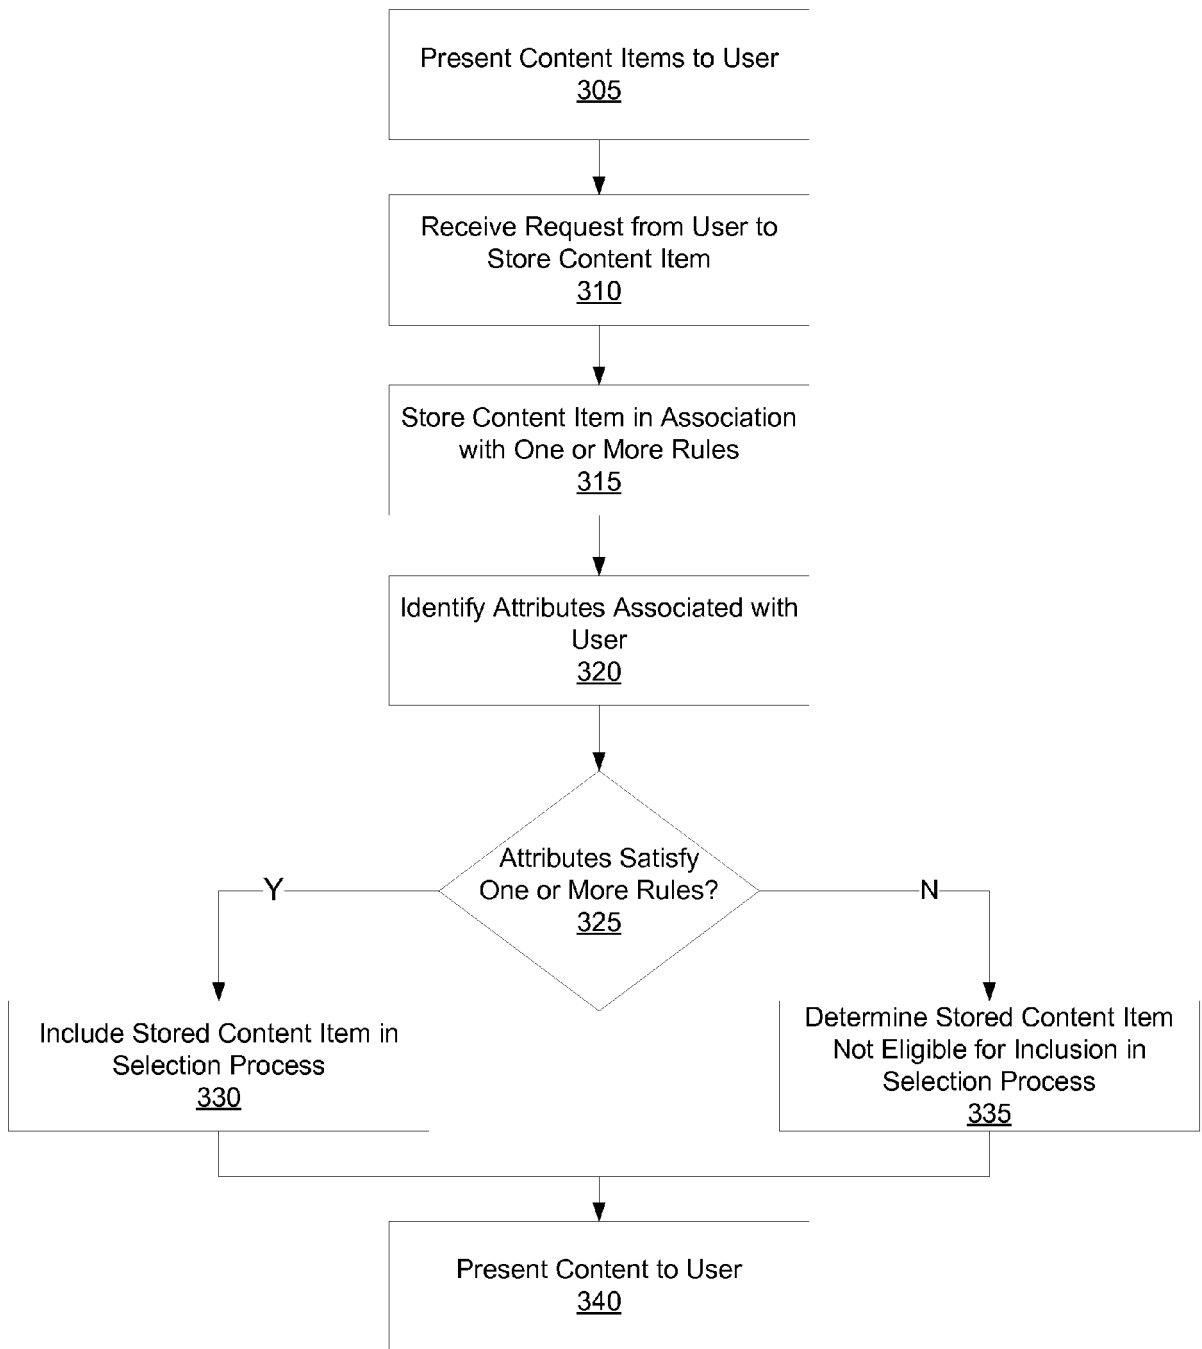 Present Content Items to User
305
Receive Request from User to
Store Content Item
310
Store Content Item in Association
with One or More Rules
315
Identify Attributes Associated with
User
320
Attributes Satisfy
One or More Rules?
325
Y
N
Include Stored Content Item in
Selection Process
330
Determine Stored Content Item
Not Eligible for Inclusion in
Selection Process
335
Present Content to User
340